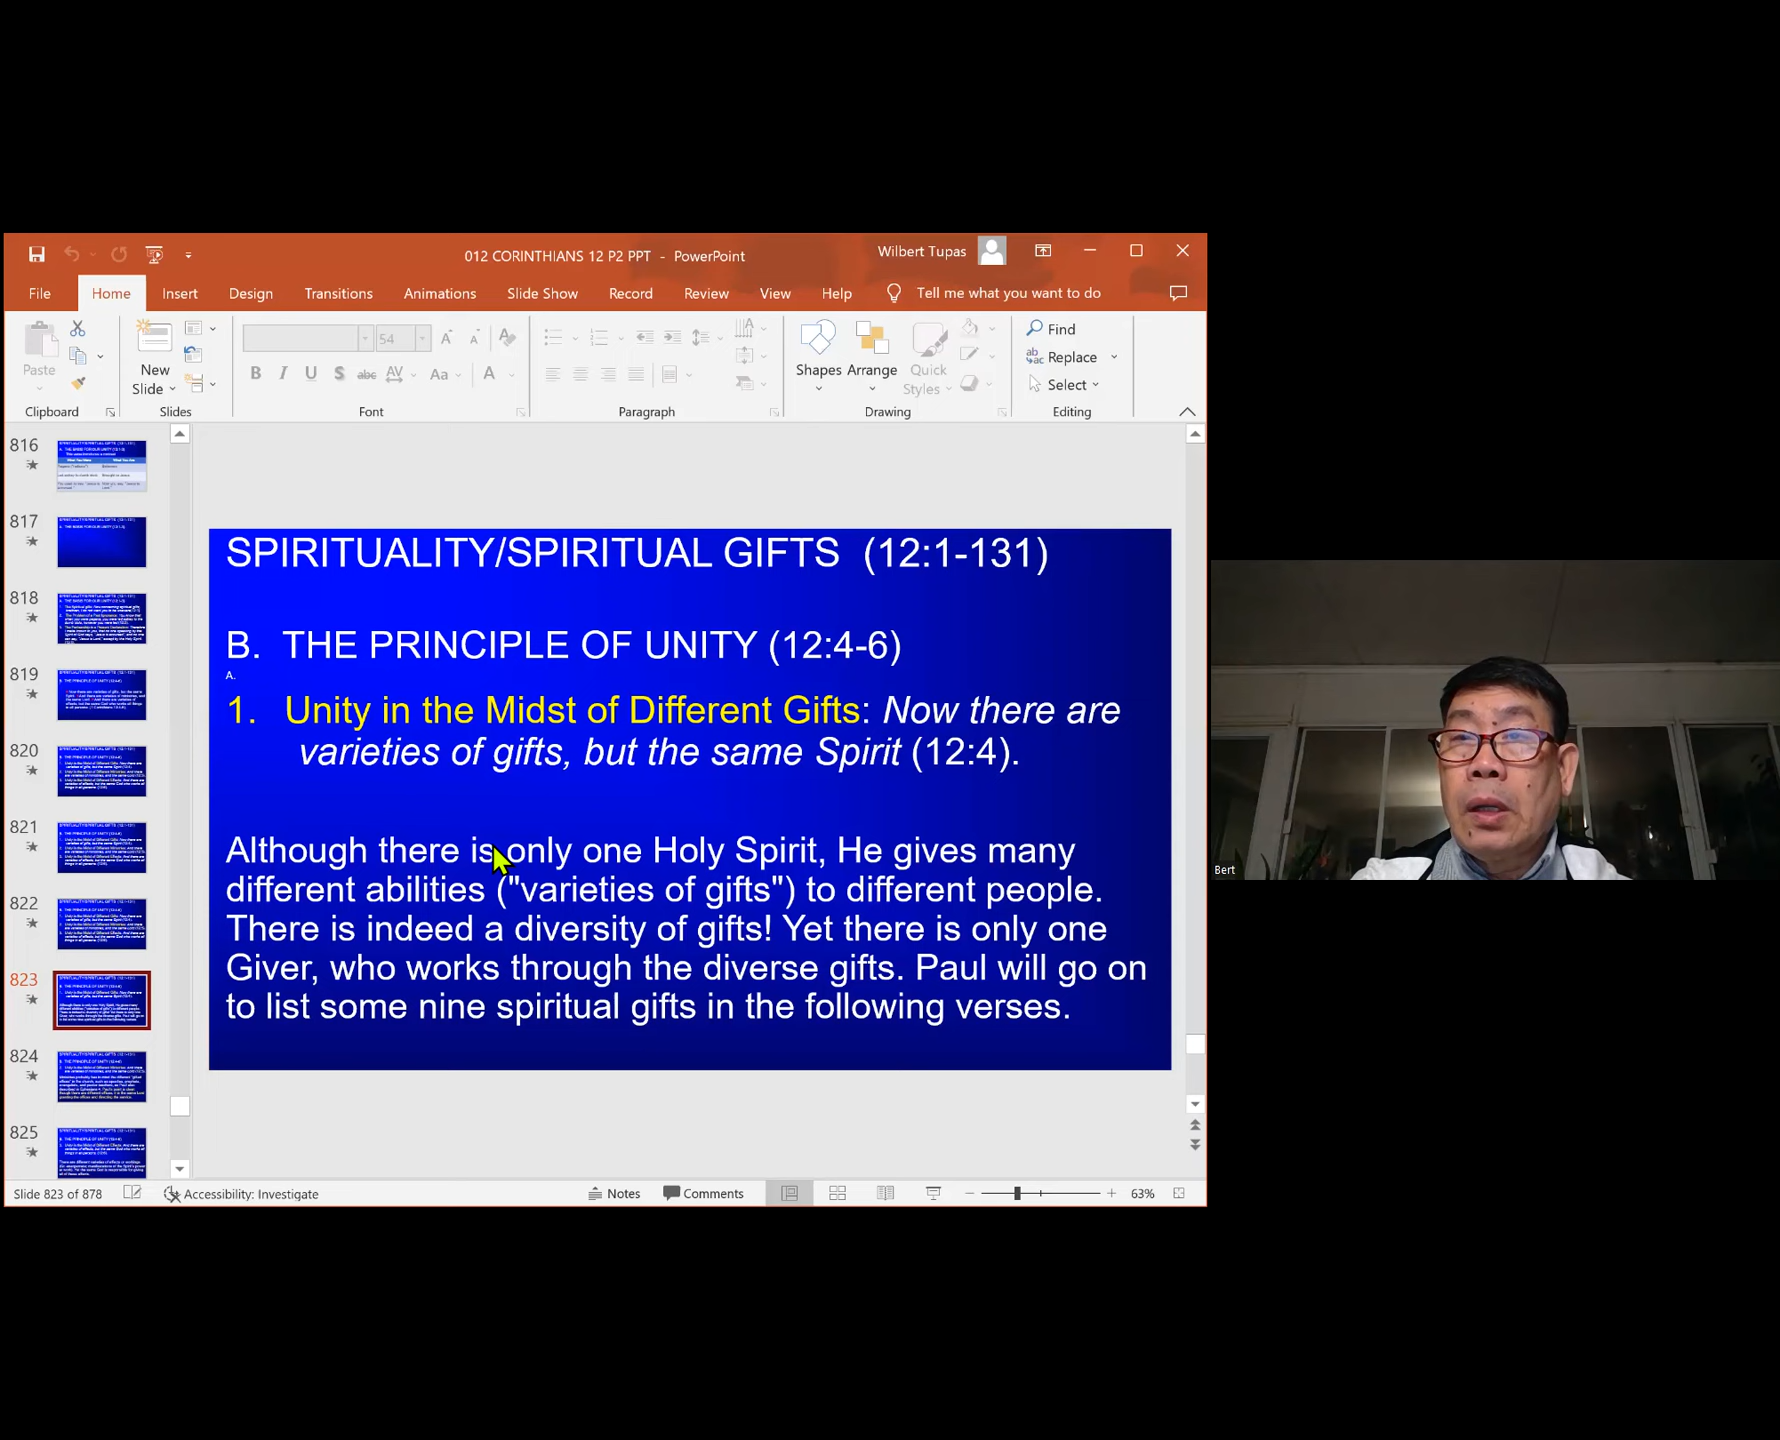 012 CORINTHIANS 12 P2 PPT - PowerPoint
Wilbert Tupas
File Home Insert Design Transitions Animations Slide Show Record Review View Help Tell me what you want to do
Paste
New Slide
54
B I U S abc AV Aa A
Shapes Arrange Quick Styles
Find
Replace
Select
Clipboard Slides Font Paragraph Drawing Editing
816
817
818
819
820
821
822
823
824
825
SPIRITUALITY/SPIRITUAL GIFTS (12:1-131)
B. THE PRINCIPLE OF UNITY (12:4-6)
A.
1. Unity in the Midst of Different Gifts: Now there are
varieties of gifts, but the same Spirit (12:4).
Although there is only one Holy Spirit, He gives many
different abilities ("varieties of gifts") to different people.
There is indeed a diversity of gifts! Yet there is only one
Giver, who works through the diverse gifts. Paul will go on
to list some nine spiritual gifts in the following verses.
Bert
Slide 823 of 878 Accessibility: Investigate Notes Comments 63%